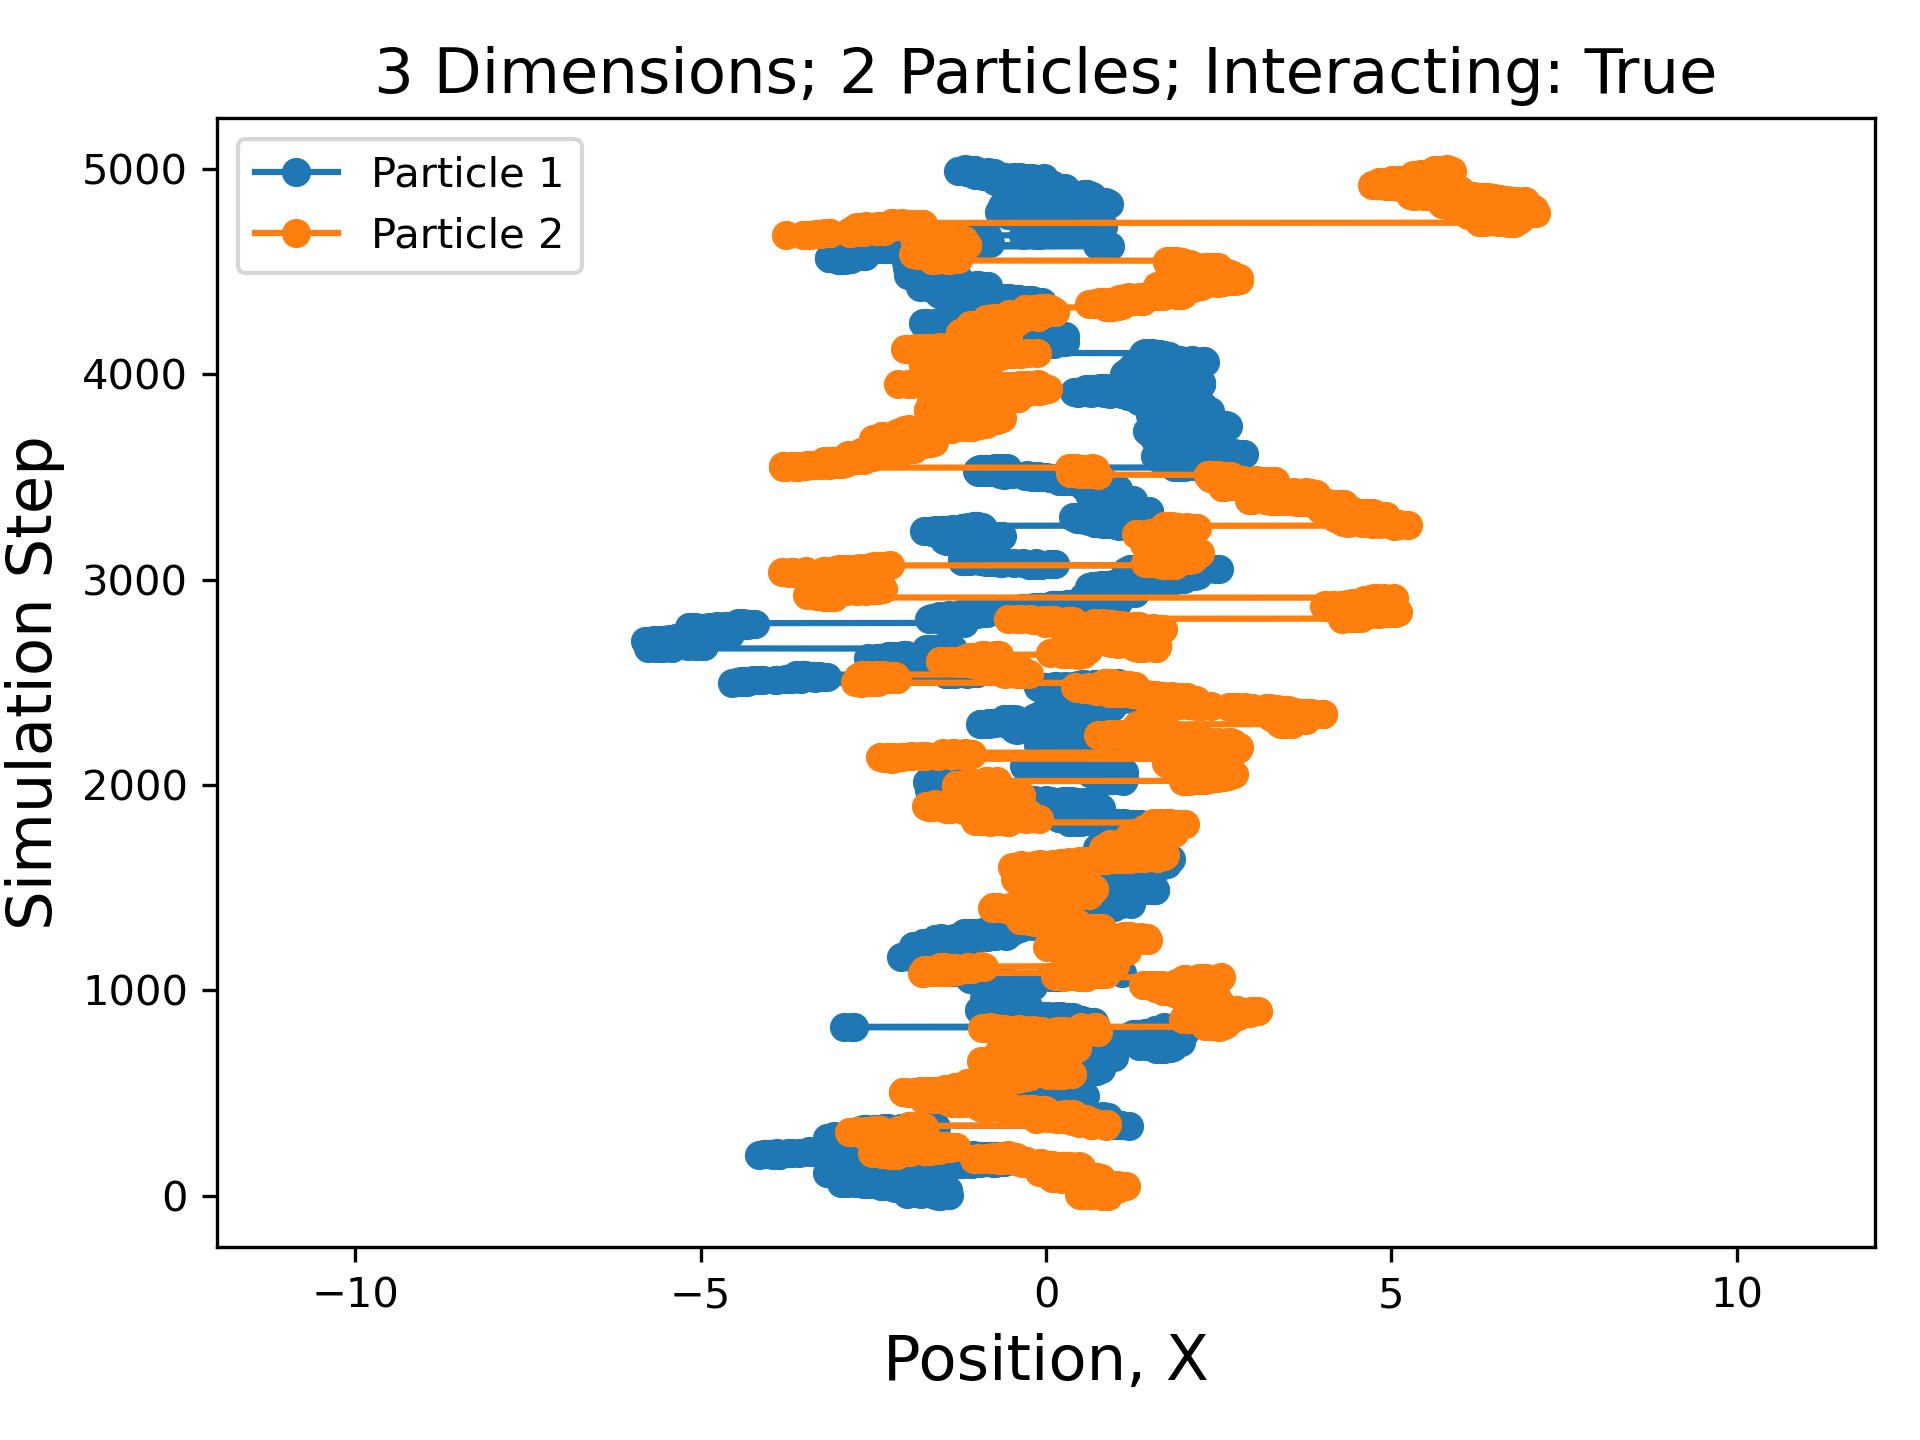 3 Dimensions; 2 Particles; Interacting: True
Particle 1
Particle 2
5000
4000
3000
2000
1000
0
Simulation Step
−10
−5
0
5
10
Position, X